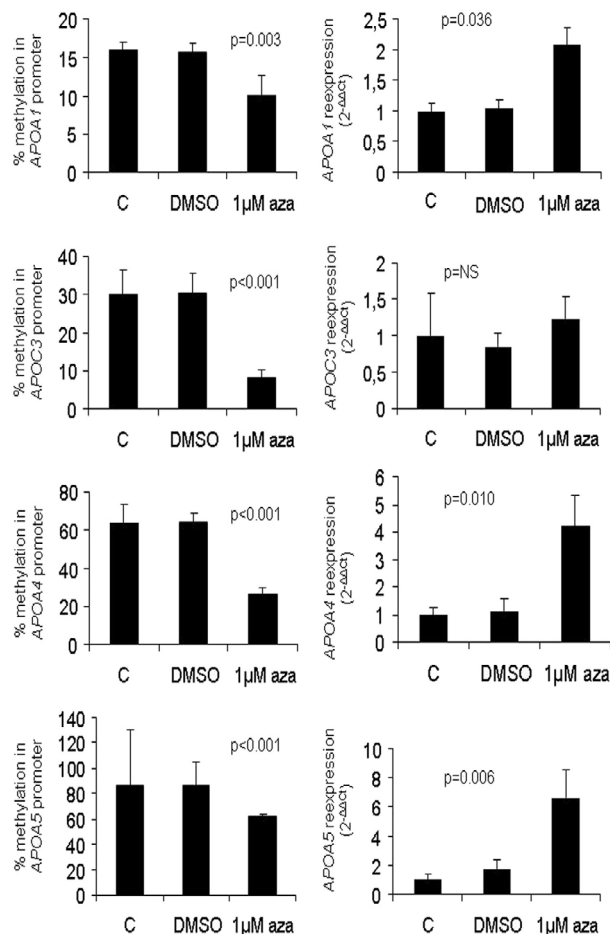 % methylation in
APOA1 promoter
20
15
10
5
0
p=0.003
C DMSO 1µM aza
APOA1 reexpression
(2-ΔΔCt)
2,5
2
1,5
1
0,5
0
p=0.036
C DMSO 1µM aza
% methylation in
APOC3 promoter
40
30
20
10
0
p<0.001
C DMSO 1µM aza
APOC3 reexpression
(2-ΔΔCt)
2
1,5
1
0,5
0
p=NS
C DMSO 1µM aza
% methylation in
APOA4 promoter
80
60
40
20
0
p<0.001
C DMSO 1µM aza
APOA4 reexpression
(2-ΔΔCt)
6
5
4
3
2
1
0
p=0.010
C DMSO 1µM aza
% methylation in
APOA5 promoter
140
120
100
80
60
40
20
0
p<0.001
C DMSO 1µM aza
APOA5 reexpression
(2-ΔΔCt)
10
8
6
4
2
0
p=0.006
C DMSO 1µM aza